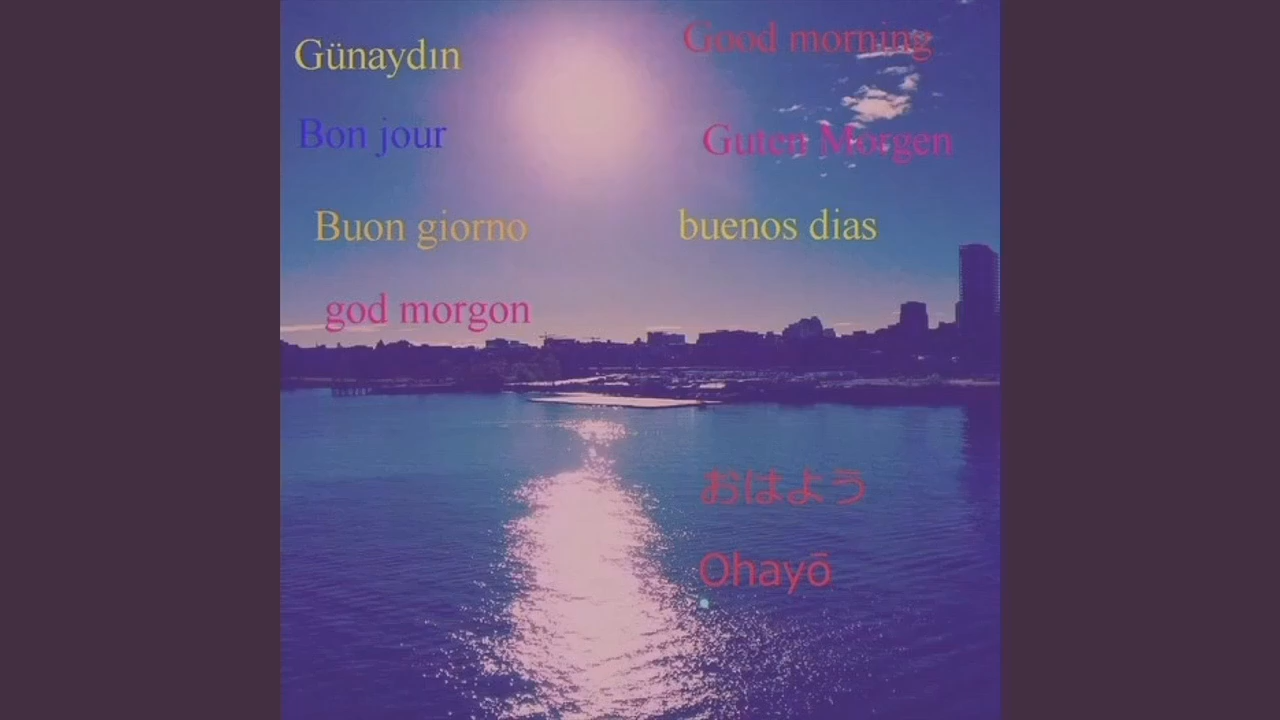 Günaydın
Good morning
Bon jour
Guten Morgen
Buon giorno
buenos dias
god morgon
おはよう
Ohayō